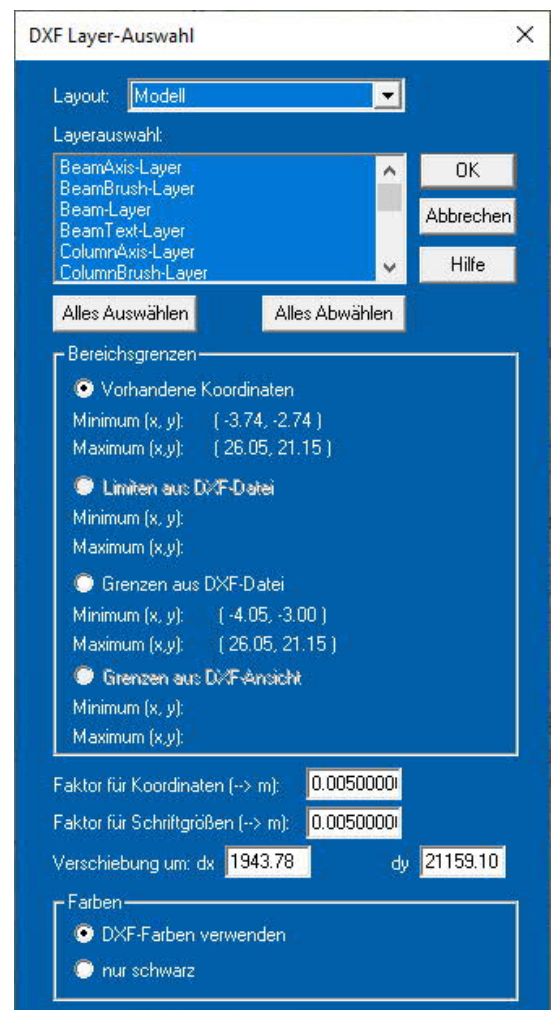 DXF Layer-Auswahl
Layout: Modell
Layerauswahl:
BeamAxis-Layer
BeamBrush-Layer
Beam-Layer
BeamText-Layer
ColumnAxis-Layer
ColumnBrush-Layer
OK
Abbrechen
Hilfe
Alles Auswählen Alles Abwählen
Bereichsgrenzen
Vorhandene Koordinaten
Minimum (x, y): ( -3.74, -2.74 )
Maximum (x,y): ( 26.05, 21.15 )
Limiten aus DXF-Datei
Minimum (x, y):
Maximum (x,y):
Grenzen aus DXF-Datei
Minimum (x, y): ( -4.05, -3.00 )
Maximum (x,y): ( 26.05, 21.15 )
Grenzen aus DXF-Ansicht
Minimum (x, y):
Maximum (x,y):
Faktor für Koordinaten (--> m): 0.0050000
Faktor für Schriftgrößen (--> m): 0.0050000
Verschiebung um: dx 1943.78 dy 21159.10
Farben
DXF-Farben verwenden
nur schwarz